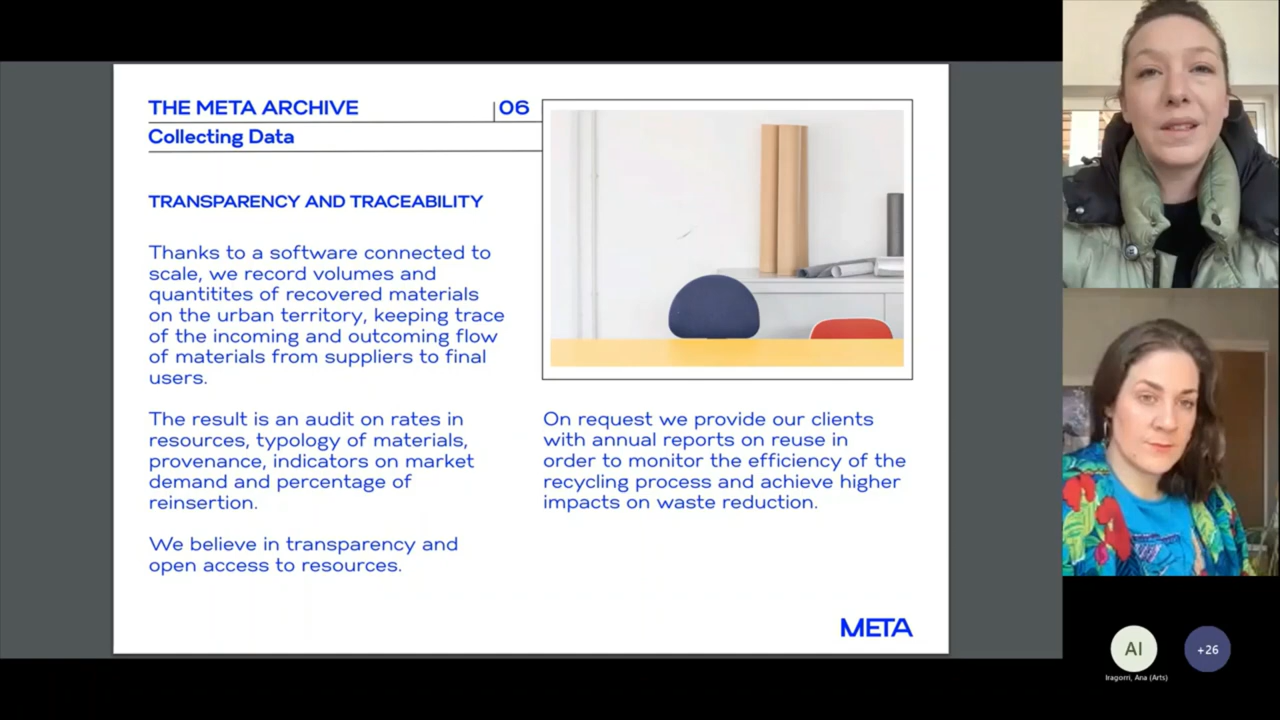 THE META ARCHIVE
06
Collecting Data
TRANSPARENCY AND TRACEABILITY
Thanks to a software connected to
scale, we record volumes and
quantitites of recovered materials
on the urban territory, keeping trace
of the incoming and outcoming flow
of materials from suppliers to final
users.
The result is an audit on rates in
resources, typology of materials,
provenance, indicators on market
demand and percentage of
reinsertion.
We believe in transparency and
open access to resources.
On request we provide our clients
with annual reports on reuse in
order to monitor the efficiency of the
recycling process and achieve higher
impacts on waste reduction.
META
AI
+26
Iragorri, Ana (Arts)